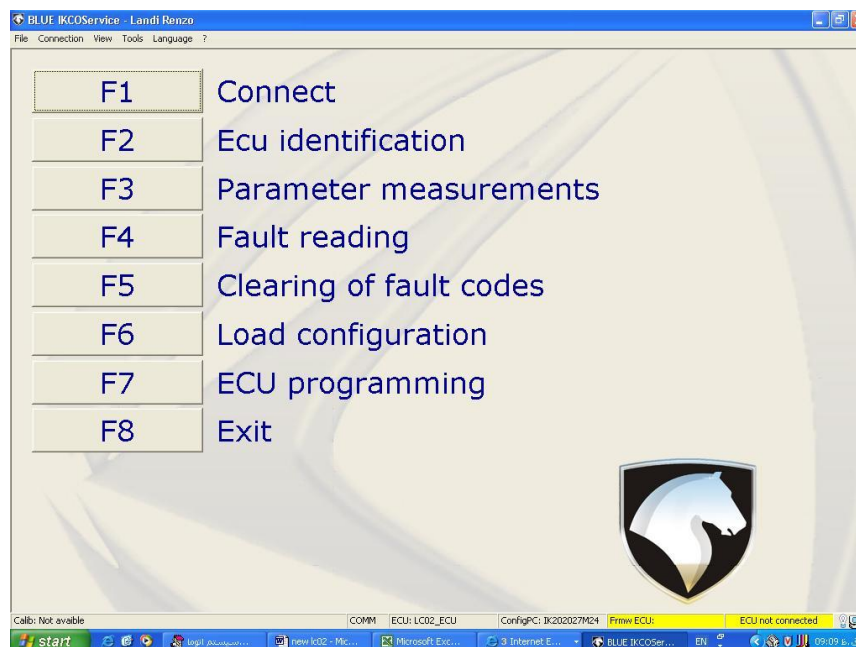 BLUE IKCOService - Landi Renzo
File Connection View Tools Language ?
F1 Connect
F2 Ecu identification
F3 Parameter measurements
F4 Fault reading
F5 Clearing of fault codes
F6 Load configuration
F7 ECU programming
F8 Exit
Calib: Not avaible COMM ECU: LC02_ECU ConfigPC: IK202027M24 Frmw ECU: ECU not connected
start new lc02 - Mic... Microsoft Exc... 3 Internet E... BLUE IKCOSer... EN 09:09